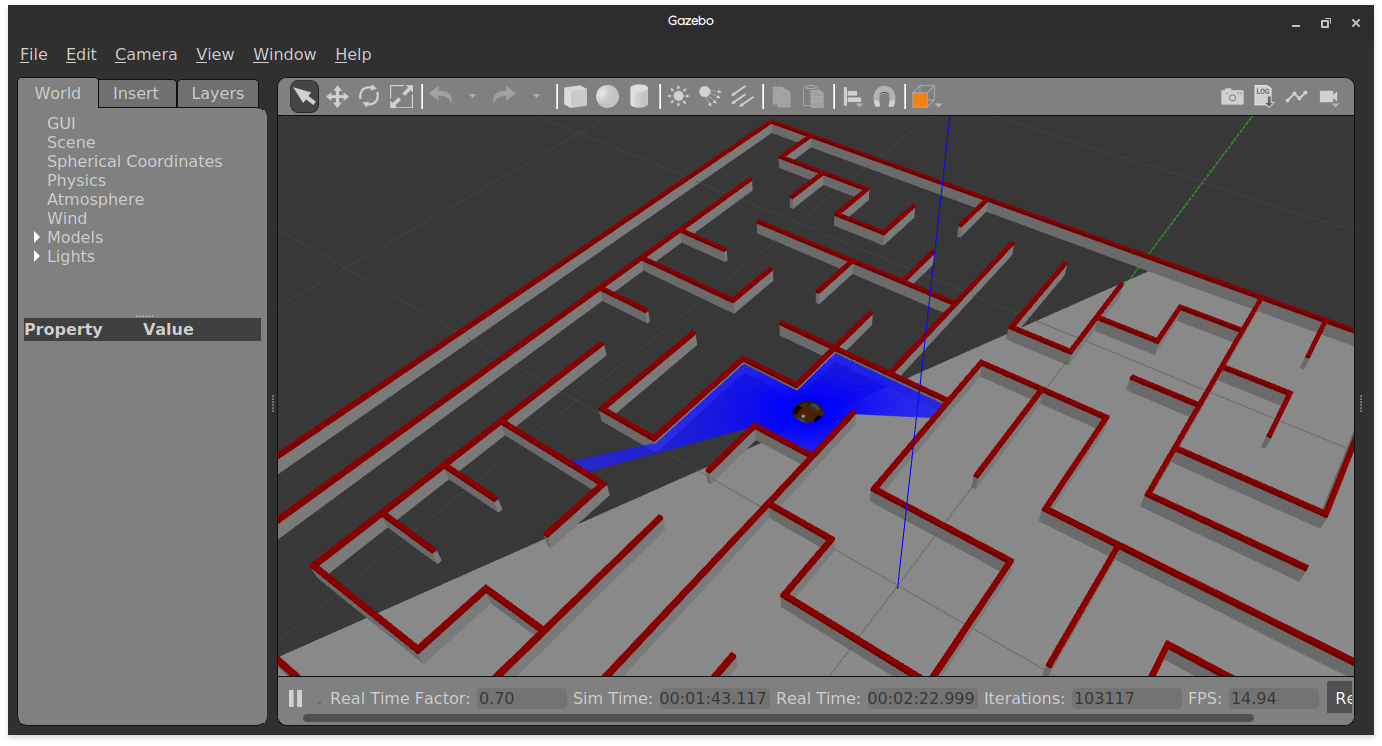 Gazebo
File Edit Camera View Window Help
World Insert Layers
LOG
GUI
Scene
Spherical Coordinates
Physics
Atmosphere
Wind
Models
Lights
Property Value
Real Time Factor: 0.70 Sim Time: 00:01:43.117 Real Time: 00:02:22.999 Iterations: 103117 FPS: 14.94 Re